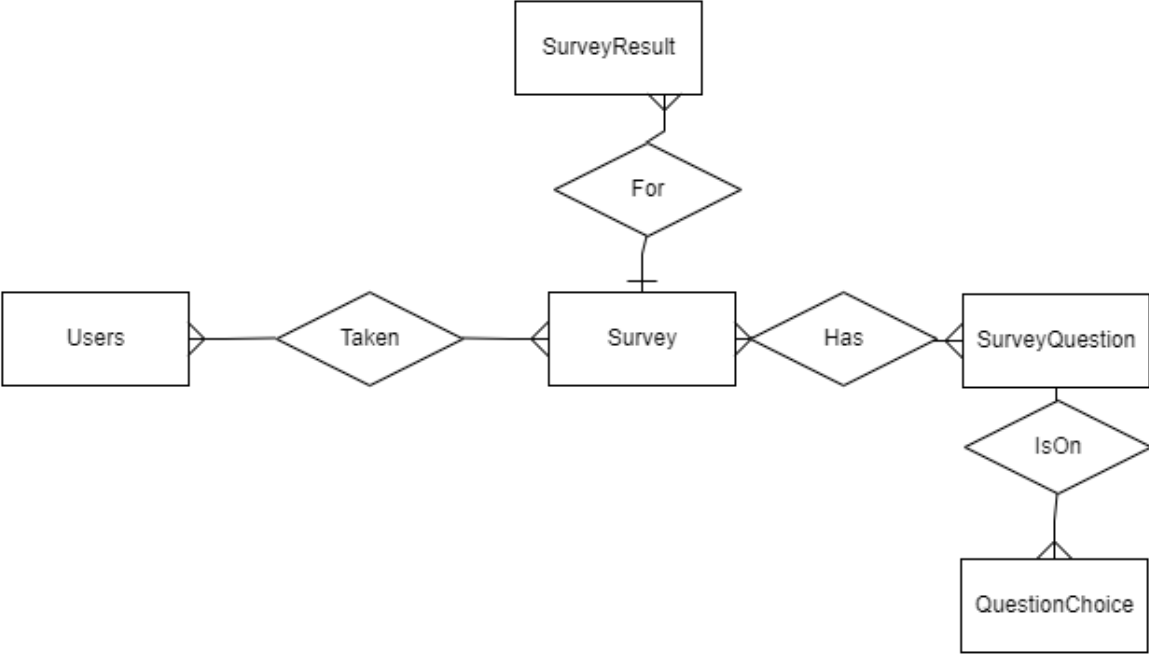 SurveyResult
For
Users
Taken
Survey
Has
SurveyQuestion
IsOn
QuestionChoice